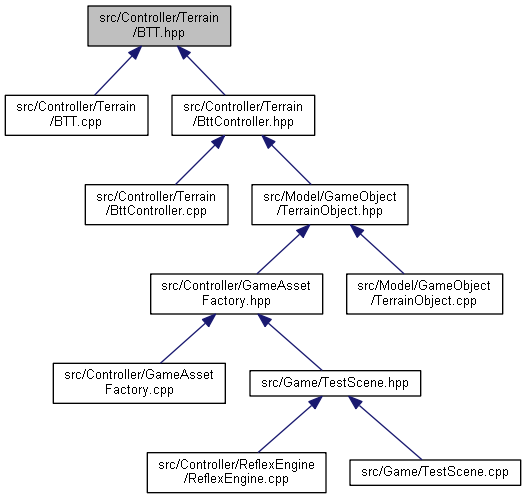 src/Controller/Terrain
/BTT.hpp
src/Controller/Terrain
/BTT.cpp
src/Controller/Terrain
/BttController.hpp
src/Controller/Terrain
/BttController.cpp
src/Model/GameObject
/TerrainObject.hpp
src/Controller/GameAsset
Factory.hpp
src/Model/GameObject
/TerrainObject.cpp
src/Controller/GameAsset
Factory.cpp
src/Game/TestScene.hpp
src/Controller/ReflexEngine
/ReflexEngine.cpp
src/Game/TestScene.cpp